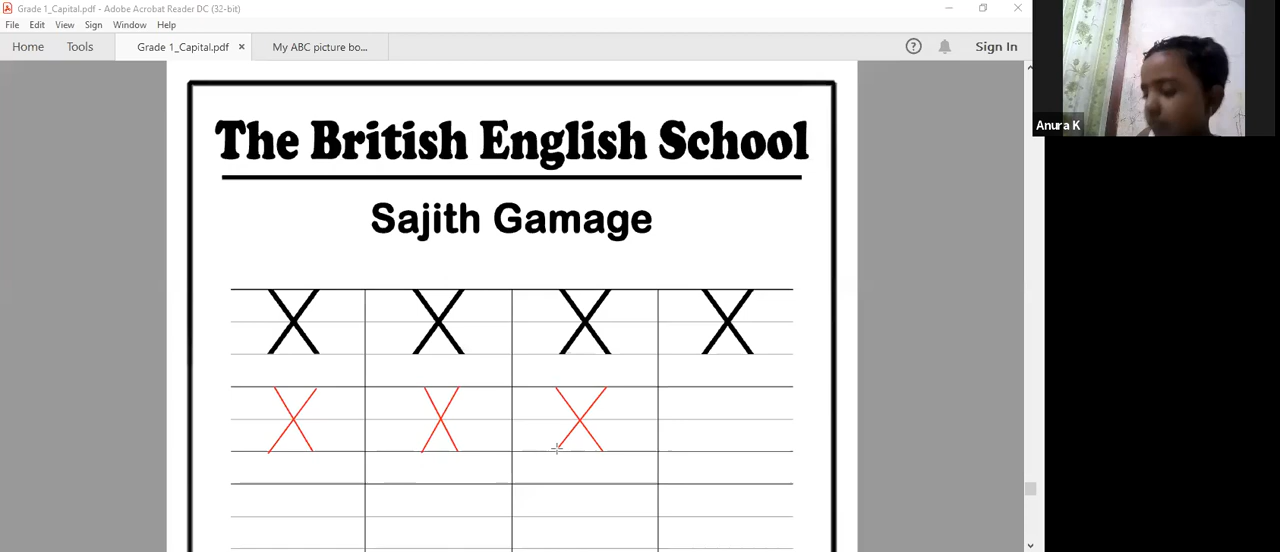 Grade 1_Capital.pdf - Adobe Acrobat Reader DC (32-bit)
File Edit View Sign Window Help
Home Tools Grade 1_Capital.pdf × My ABC picture bo... Sign In
Anura K
The British English School
Sajith Gamage
X X X X
X X X